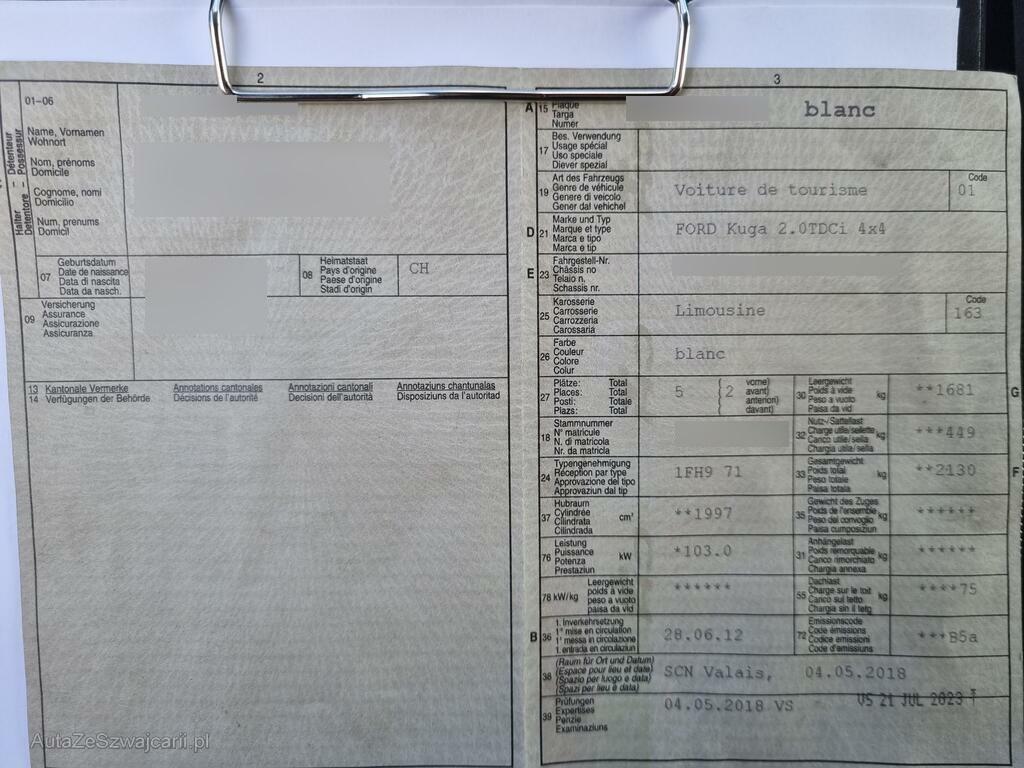 2
3
01-06
Halter – Détenteur
Detentore – Possessur
Name, Vornamen
Wohnort
Nom, prénoms
Domicile
Cognome, nomi
Domicilio
Num, prenums
Domicil
07
Geburtsdatum
Date de naissance
Data di nascita
Data da nasch.
08
Heimatstaat
Pays d'origine
Paese d'origine
Stadi d'origin
CH
09
Versicherung
Assurance
Assicurazione
Assicuranza
13 Kantonale Vermerke Annotations cantonales Annotazioni cantonali Annotaziuns chantunalas
14 Verfügungen der Behörde Décisions de l'autorité Decisioni dell'autorità Disposiziuns da l'autoritad
A 15
Plaque
Targa
Numer
blanc
17
Bes. Verwendung
Usage spécial
Uso speciale
Diever spezial
19
Art des Fahrzeugs
Genre de véhicule
Genere di veicolo
Gener dal vehichel
Voiture de tourisme
Code
01
D 21
Marke und Typ
Marque et type
Marca e tipo
Marca e tip
FORD Kuga 2.0TDCi 4x4
E 23
Fahrgestell-Nr.
Châssis no
Telaio n.
Schassis nr.
25
Karosserie
Carrosserie
Carrozzeria
Carossaria
Limousine
Code
163
26
Farbe
Couleur
Colore
Colur
blanc
27
Plätze: Total
Places: Total
Posti: Totale
Plazs: Total
5 { 2
vorne)
avant)
anteriori)
davant)
30
Leergewicht
Poids à vide
Peso a vuoto
Paisa da vid
kg
**1681
G
18
Stammnummer
N° matricule
N. di matricola
Nr. da matricla
32
Nutz-/Sattellast
Charge utile/sellette
Carico utile/sella
Chargia utila/sella
kg
***449
24
Typengenehmigung
Réception par type
Approvazione del tipo
Approvaziun dal tip
1FH9 71
33
Gesamtgewicht
Poids total
Peso totale
Paisa totala
kg
**2130
F
37
Hubraum
Cylindrée
Cilindrata
Cilindrada
cm³
**1997
35
Gewicht des Zuges
Poids de l'ensemble
Peso del convoglio
Paisa cumposiziun
kg
******
76
Leistung
Puissance
Potenza
Prestaziun
kW
*103.0
31
Anhängelast
Poids remorquable
Carico rimorchiato
Chargia annexa
kg
******
78 kW/kg
Leergewicht
poids à vide
peso a vuoto
paisa da vid
******
55
Dachlast
Charge sur le toit
Carico sul tetto
Chargia sin il tetg
kg
****75
B 36
1. Inverkehrsetzung
1re mise en circulation
1a messa in circolazione
1. entrada en circulaziun
28.06.12
72
Emissionscode
Code émissions
Codice emissioni
Code d'emissiuns
***B5a
38
(Raum für Ort und Datum)
(Espace pour lieu et date)
(Spazio per luogo e data)
(Spazi per lieu e data)
SCN Valais, 04.05.2018
39
Prüfungen
Expertises
Perizie
Examinaziuns
04.05.2018 VS
VS 21 JUL 2023
AutaZeSzwajcarii.pl